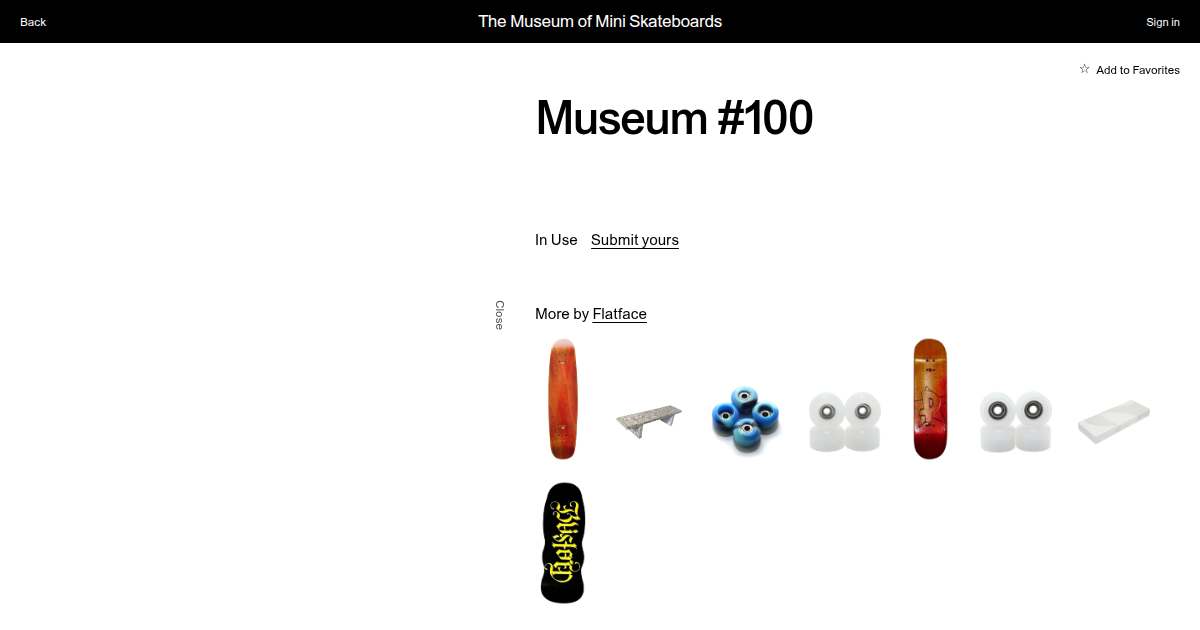 Back
The Museum of Mini Skateboards
Sign in
☆ Add to Favorites
Museum #100
In Use Submit yours
Close
More by Flatface
Flatface